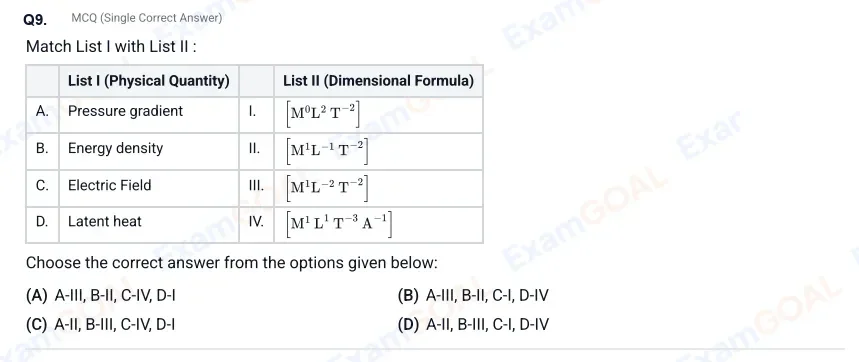 Q9. MCQ (Single Correct Answer)
Match List I with List II :
List I (Physical Quantity) List II (Dimensional Formula)
A. Pressure gradient I. [M⁰L² T⁻²]
B. Energy density II. [M¹L⁻¹ T⁻²]
C. Electric Field III. [M¹L⁻² T⁻²]
D. Latent heat IV. [M¹ L¹ T⁻³ A⁻¹]
Choose the correct answer from the options given below:
(A) A-III, B-II, C-IV, D-I (B) A-III, B-II, C-I, D-IV
(C) A-II, B-III, C-IV, D-I (D) A-II, B-III, C-I, D-IV
ExamGOAL